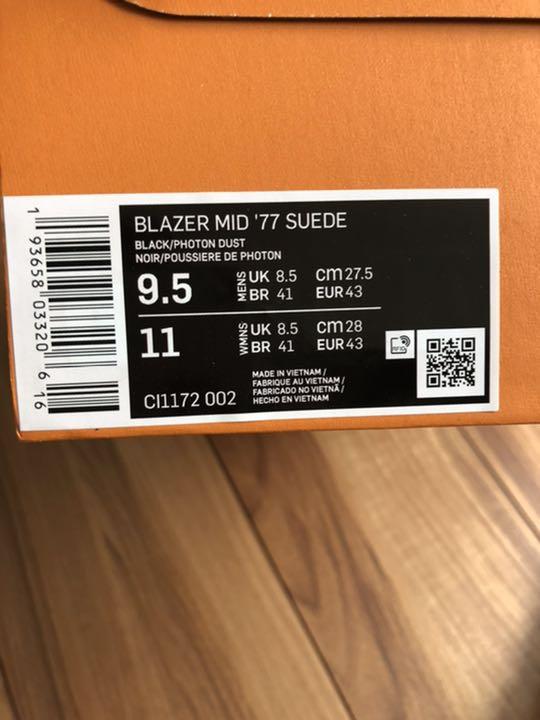 BLAZER MID '77 SUEDE
BLACK/PHOTON DUST
NOIR/POUSSIERE DE PHOTON
9.5 MENS UK 8.5 CM 27.5
BR 41 EUR 43
11 WMNS UK 8.5 CM 28
BR 41 EUR 43
RFID
CI1172 002
MADE IN VIETNAM /
FABRIQUE AU VIETNAM /
FABRICADO NO VIETNÃ /
HECHO EN VIETNAM
1 93658 03320 6 16